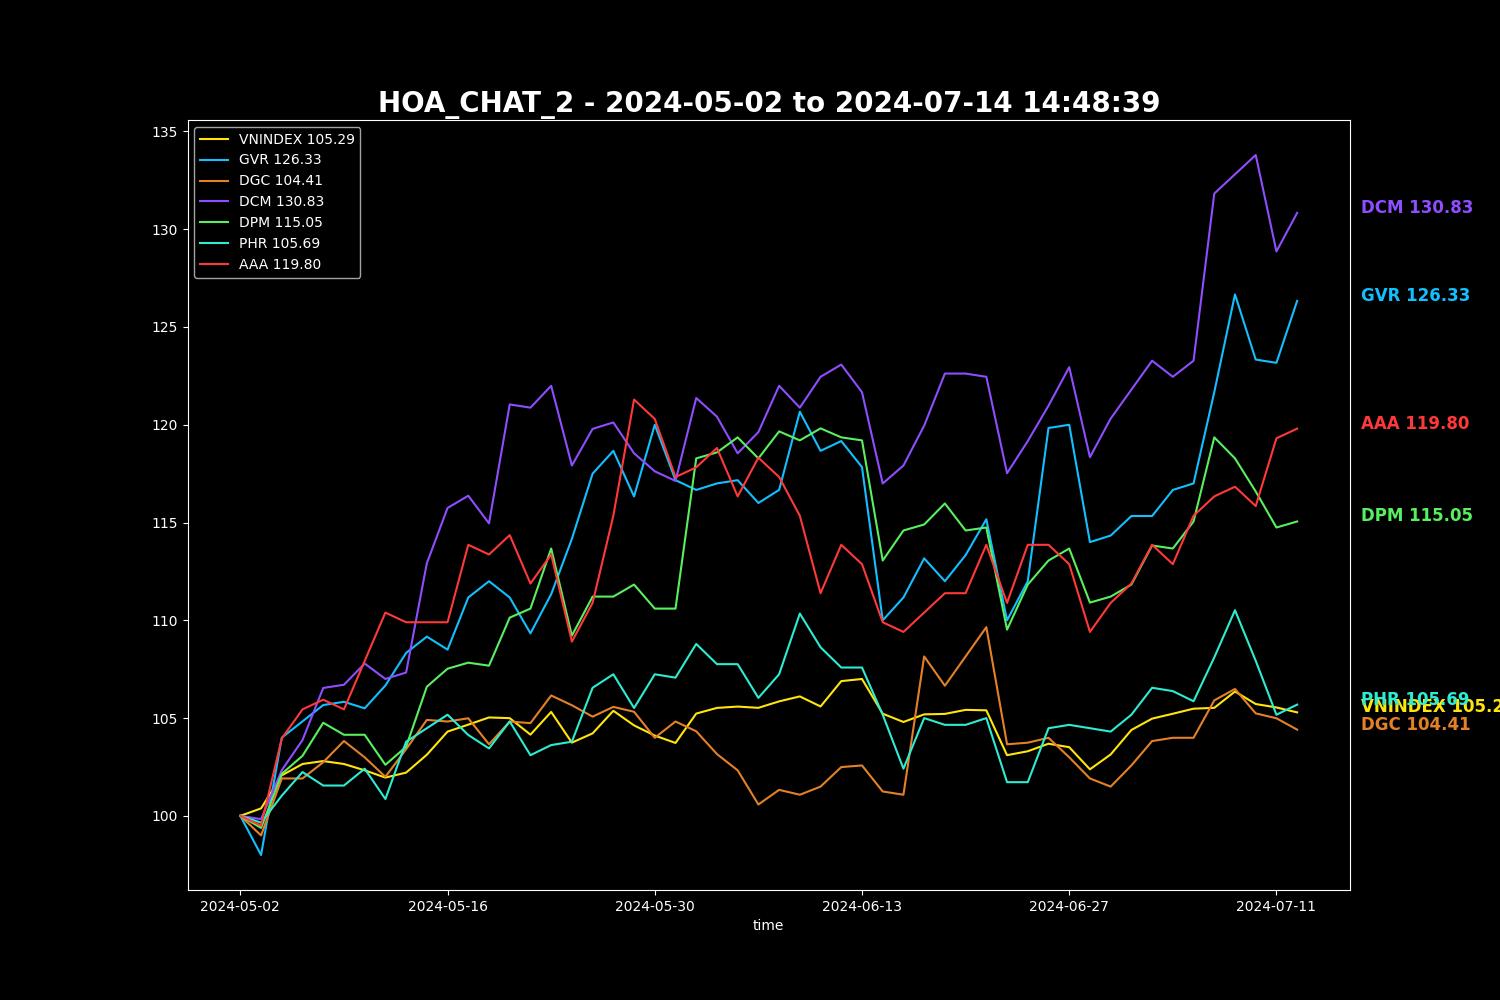 HOA_CHAT_2 - 2024-05-02 to 2024-07-14 14:48:39
VNINDEX 105.29
GVR 126.33
DGC 104.41
DCM 130.83
DPM 115.05
PHR 105.69
AAA 119.80
135
130
125
120
115
110
105
100
DCM 130.83
GVR 126.33
AAA 119.80
DPM 115.05
PHR 105.69
VNINDEX 105.2
DGC 104.41
2024-05-02
2024-05-16
2024-05-30
2024-06-13
2024-06-27
2024-07-11
time